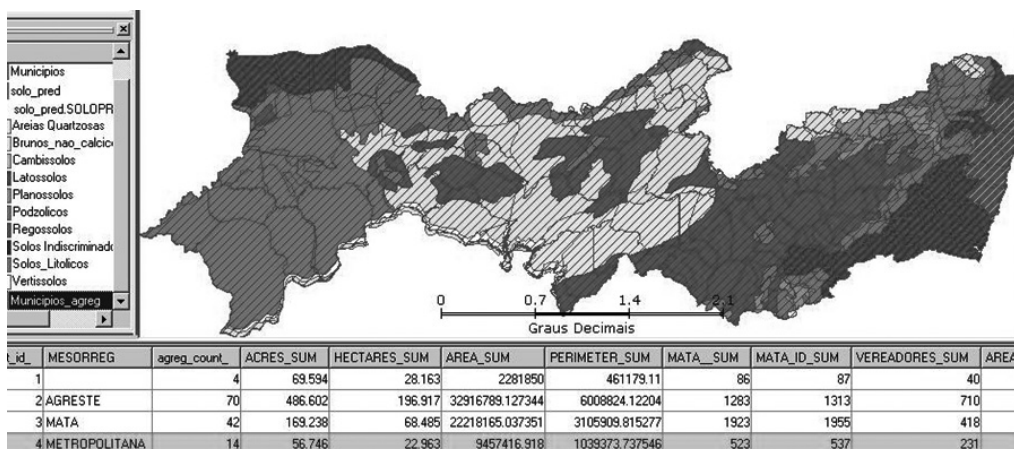 Municipios
solo_pred
solo_pred.SOLOPR
Areias Quartzosas
Brunos_nao_calcico
Cambissolos
Latossolos
Planossolos
Podzolicos
Regossolos
Solos Indiscriminado
Solos_Litolicos
Vertissolos
Municipios_agreg
0 0.7 1.4 2.1
Graus Decimais
t_id_ MESORREG agreg_count_ ACRES_SUM HECTARES_SUM AREA_SUM PERIMETER_SUM MATA__SUM MATA_ID_SUM VEREADORES_SUM AREA
1 4 69.594 28.163 2281850 461179.11 86 87 40
2 AGRESTE 70 486.602 196.917 32916789.127344 6008824.12204 1283 1313 710
3 MATA 42 169.238 68.485 22218165.037351 3105909.815277 1923 1955 418
4 METROPOLITANA 14 56.746 22.963 9457416.918 1039373.737546 523 537 231